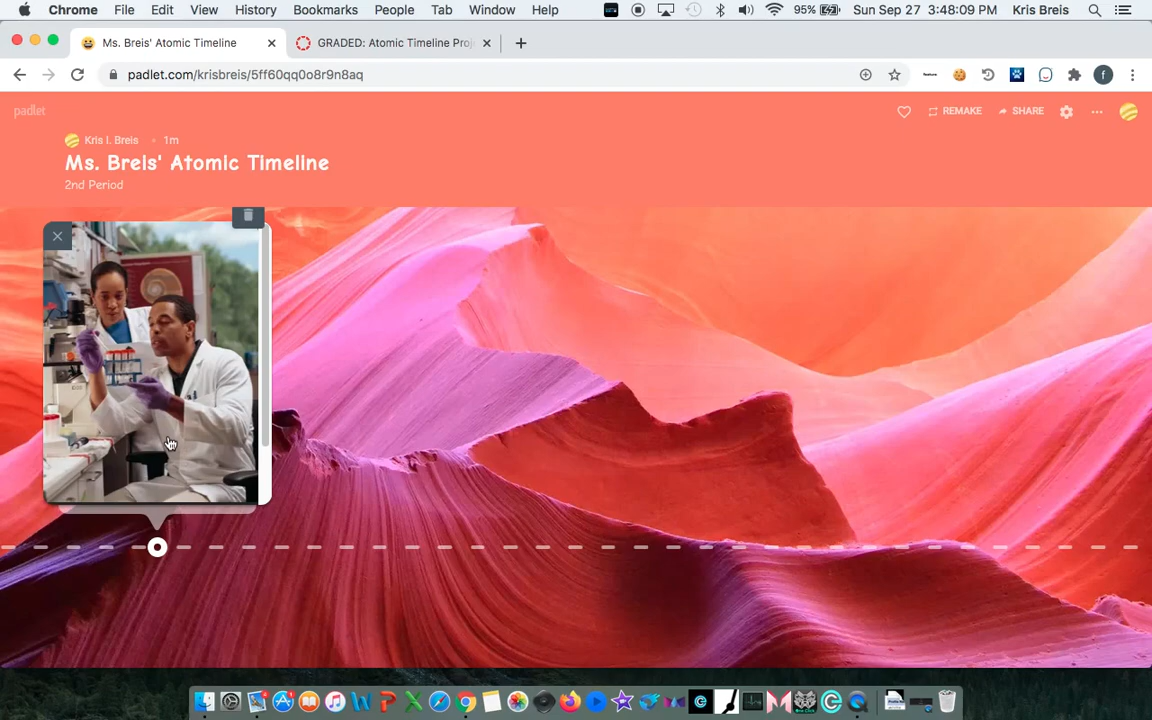 Chrome File Edit View History Bookmarks People Tab Window Help 95% Sun Sep 27 3:48:09 PM Kris Breis
Ms. Breis' Atomic Timeline GRADED: Atomic Timeline Proj
padlet.com/krisbreis/5ff60qq0o8r9n8aq f
padlet REMAKE SHARE
Kris I. Breis 1m
Ms. Breis' Atomic Timeline
2nd Period